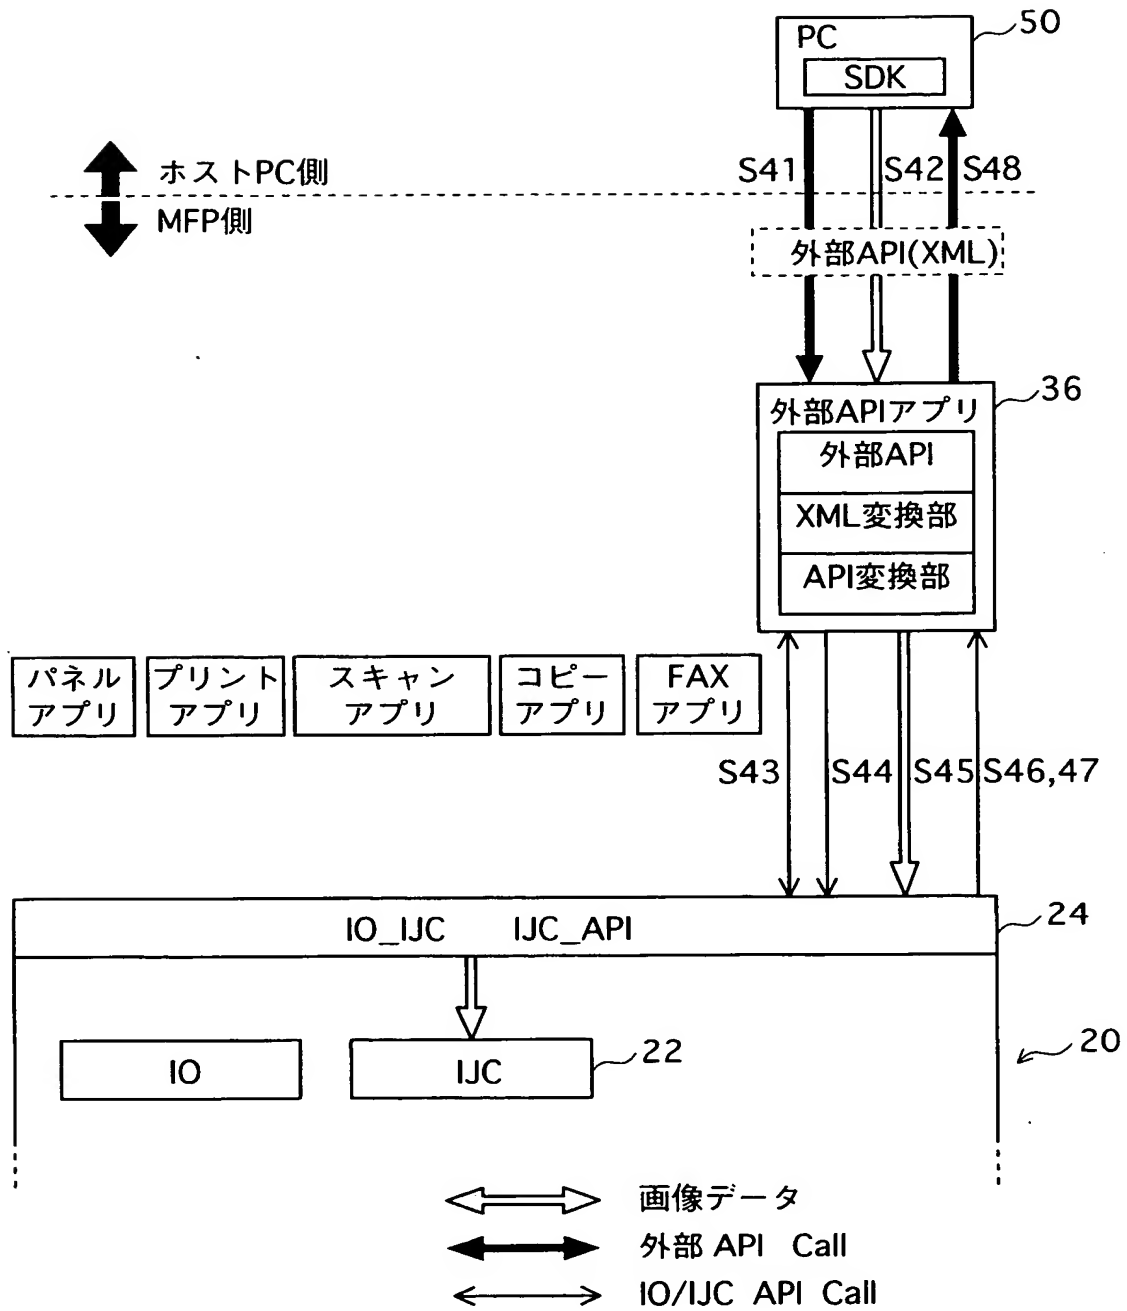 50
PC
SDK
S41
S42
S48
ホストPC側
MFP側
外部API(XML)
36
外部APIアプリ
外部API
XML変換部
API変換部
パネル
アプリ
プリント
アプリ
スキャン
アプリ
コピー
アプリ
FAX
アプリ
S43
S44
S45
S46,47
IO_IJC IJC_API
24
IO
IJC
22
20
画像データ
外部 API Call
IO/IJC API Call